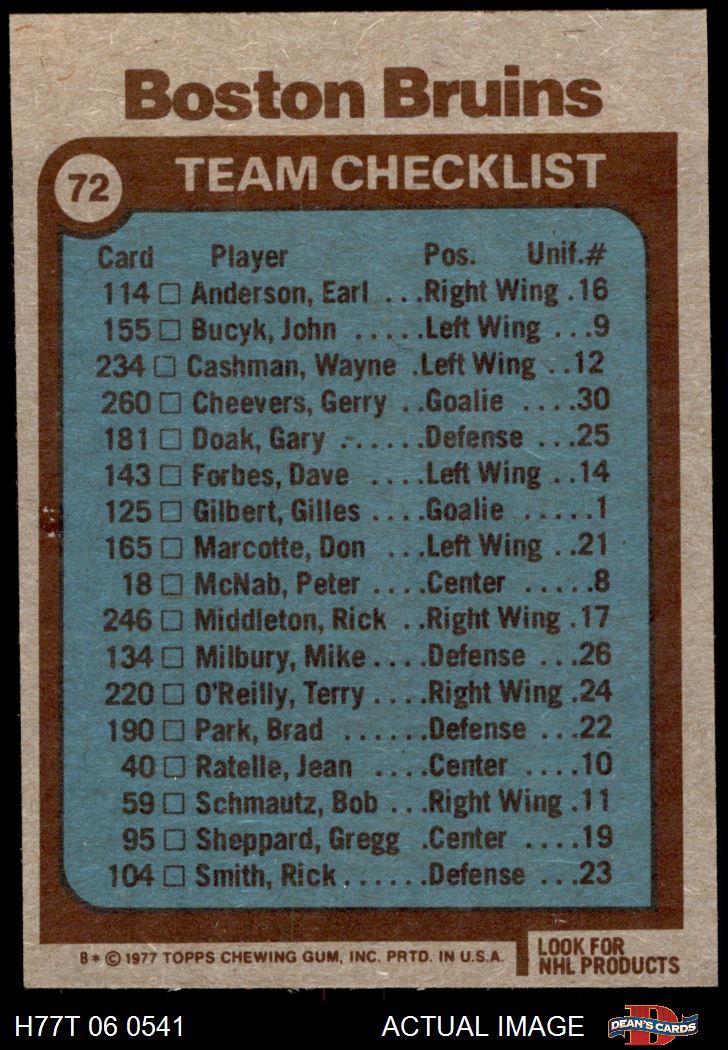 Boston Bruins
72 TEAM CHECKLIST
Card Player Pos. Unif.#
114 □ Anderson, Earl ...Right Wing .16
155 □ Bucyk, John .....Left Wing ...9
234 □ Cashman, Wayne .Left Wing ..12
260 □ Cheevers, Gerry ..Goalie ....30
181 □ Doak, Gary .......Defense ...25
143 □ Forbes, Dave ....Left Wing ..14
125 □ Gilbert, Gilles ....Goalie .....1
165 □ Marcotte, Don ...Left Wing ..21
18 □ McNab, Peter ....Center .....8
246 □ Middleton, Rick ..Right Wing .17
134 □ Milbury, Mike....Defense ...26
220 □ O'Reilly, Terry ....Right Wing .24
190 □ Park, Brad ......Defense ...22
40 □ Ratelle, Jean ....Center ....10
59 □ Schmautz, Bob ...Right Wing .11
95 □ Sheppard, Gregg .Center ....19
104 □ Smith, Rick......Defense ...23
B* © 1977 TOPPS CHEWING GUM, INC. PRTD. IN U.S.A.
LOOK FOR
NHL PRODUCTS
H77T 06 0541 ACTUAL IMAGE DEAN'S CARDS